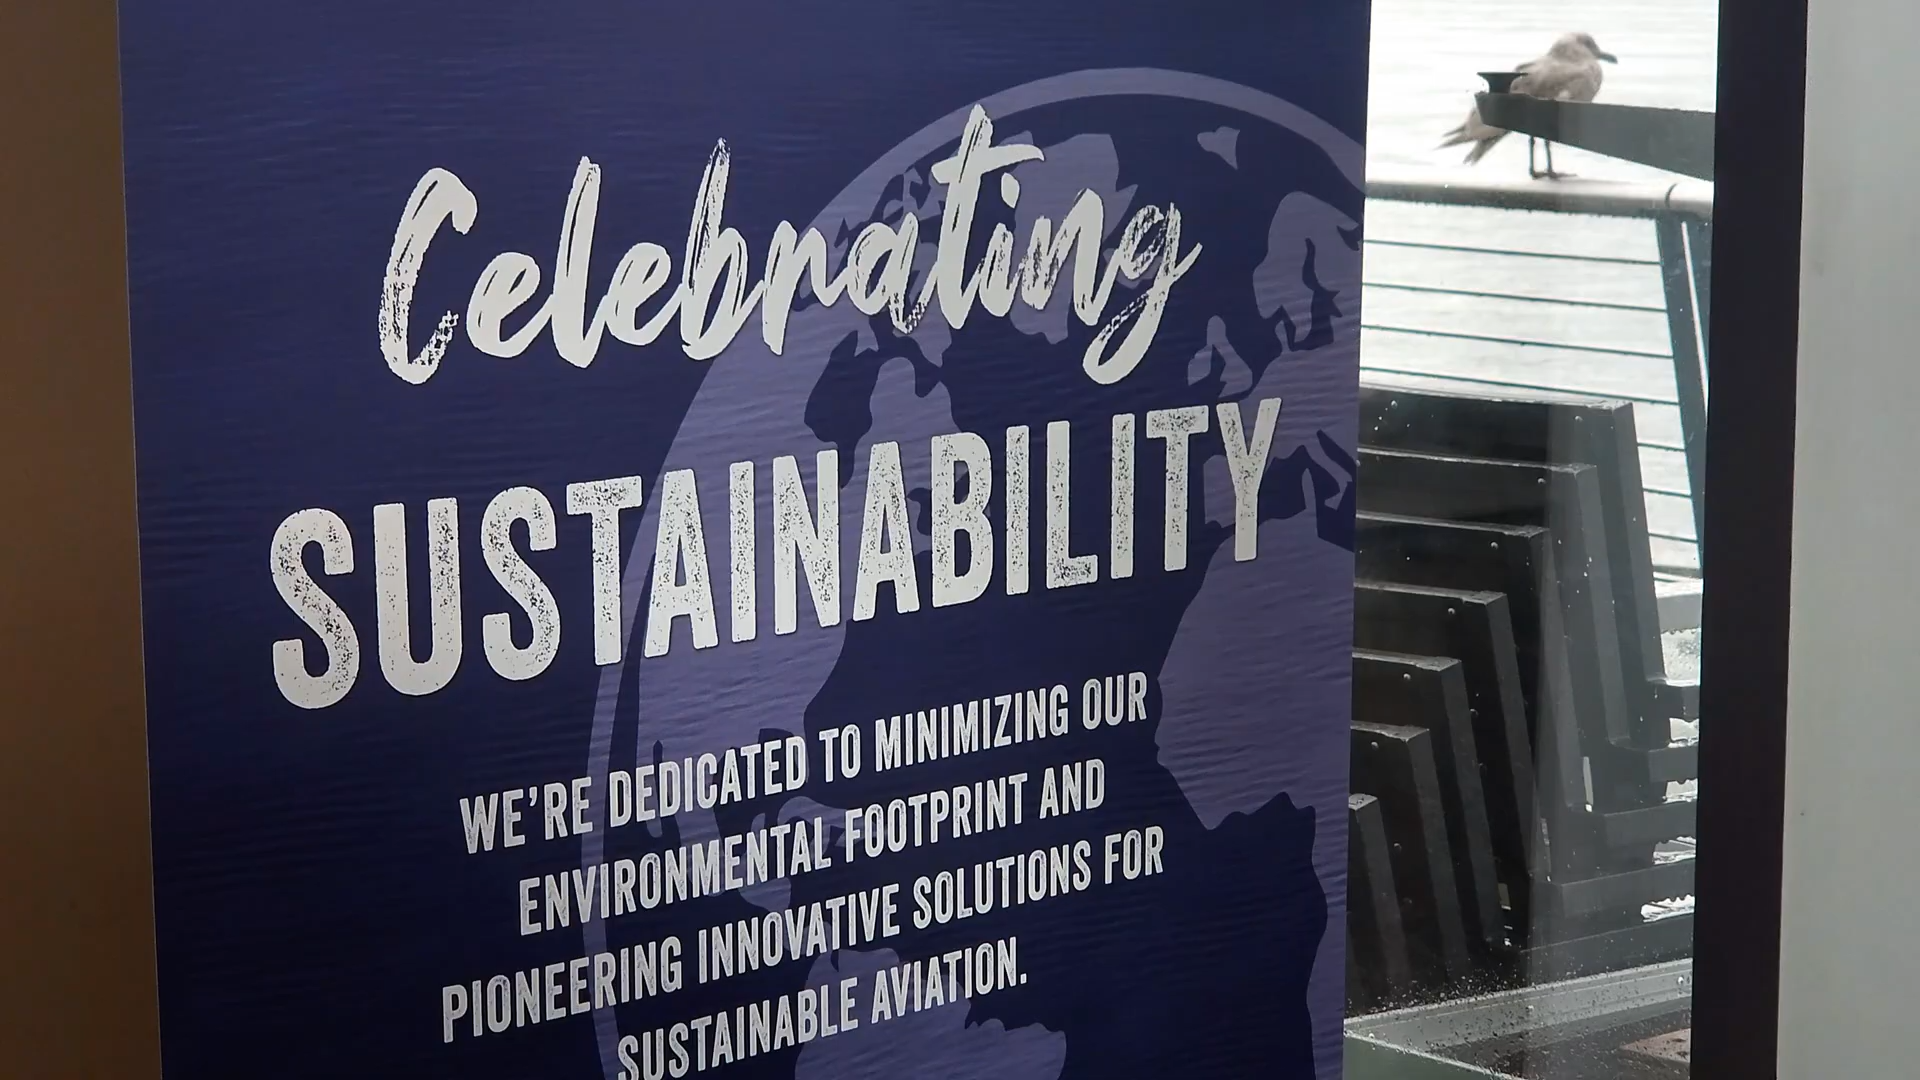 Celebrating
SUSTAINABILITY
WE'RE DEDICATED TO MINIMIZING OUR
ENVIRONMENTAL FOOTPRINT AND
PIONEERING INNOVATIVE SOLUTIONS FOR
SUSTAINABLE AVIATION.